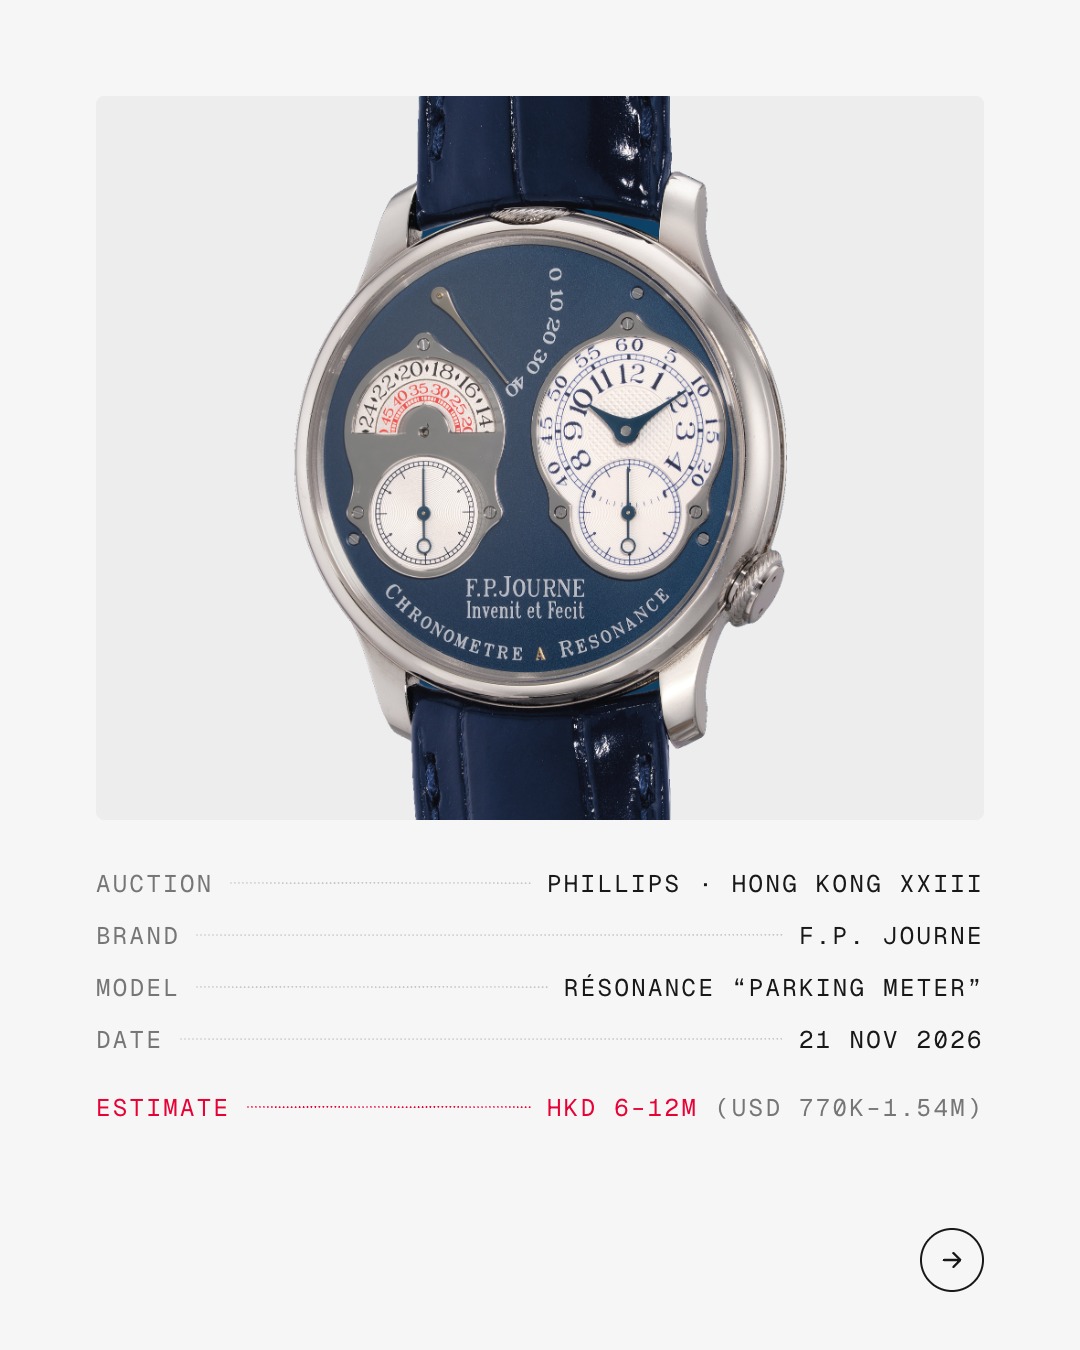 0 10 20 30 40
24 22 20 18 16 14
45 40 35 30 25 20
60 5 10 15 20 40 45 50 55
12 1 2 3 4 8 9 10 11
F.P.JOURNE
Invenit et Fecit
CHRONOMETRE A RESONANCE
AUCTION PHILLIPS · HONG KONG XXIII
BRAND F.P. JOURNE
MODEL RÉSONANCE “PARKING METER”
DATE 21 NOV 2026
ESTIMATE HKD 6–12M (USD 770K–1.54M)